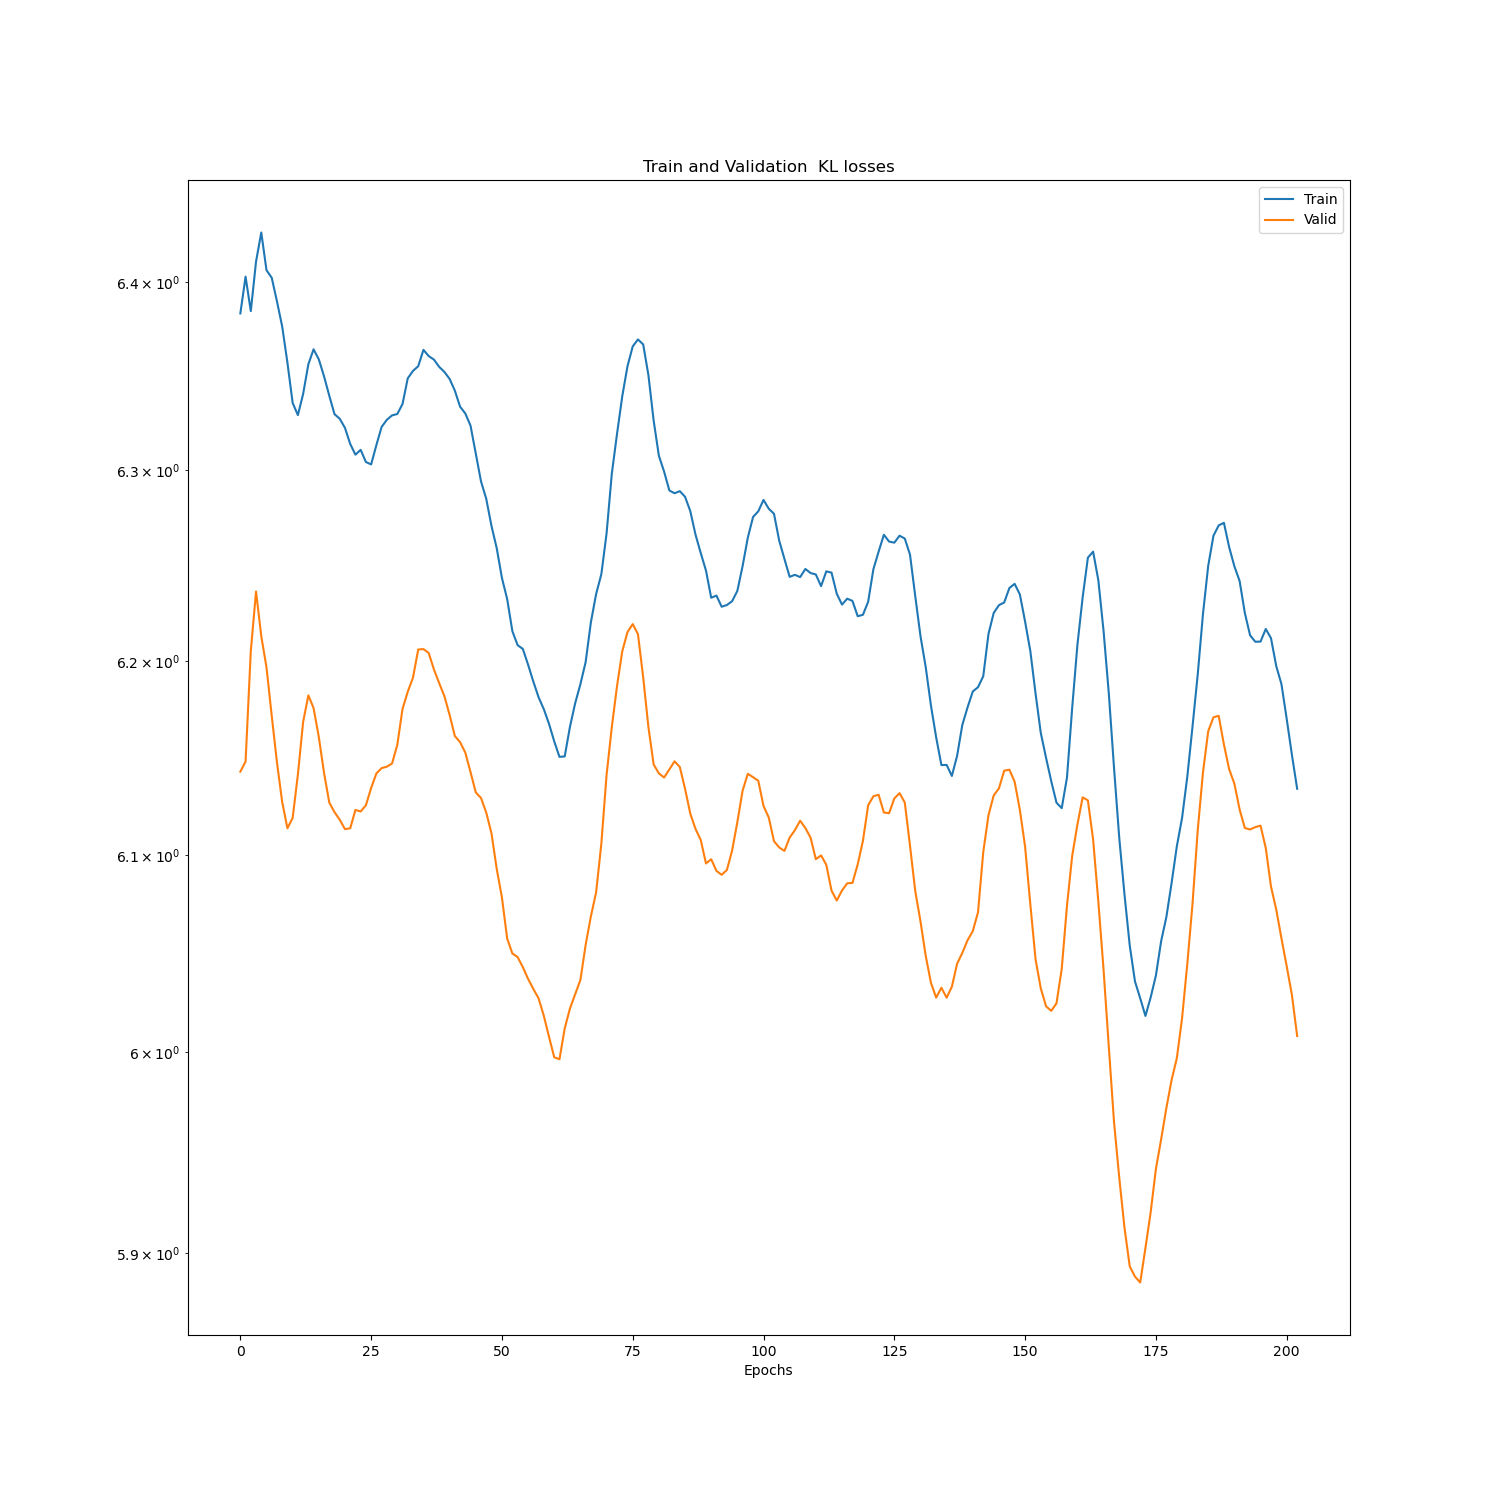 Train and Validation  KL losses
Train
Valid
6.4 × 10⁰
6.3 × 10⁰
6.2 × 10⁰
6.1 × 10⁰
6 × 10⁰
5.9 × 10⁰
0 25 50 75 100 125 150 175 200
Epochs